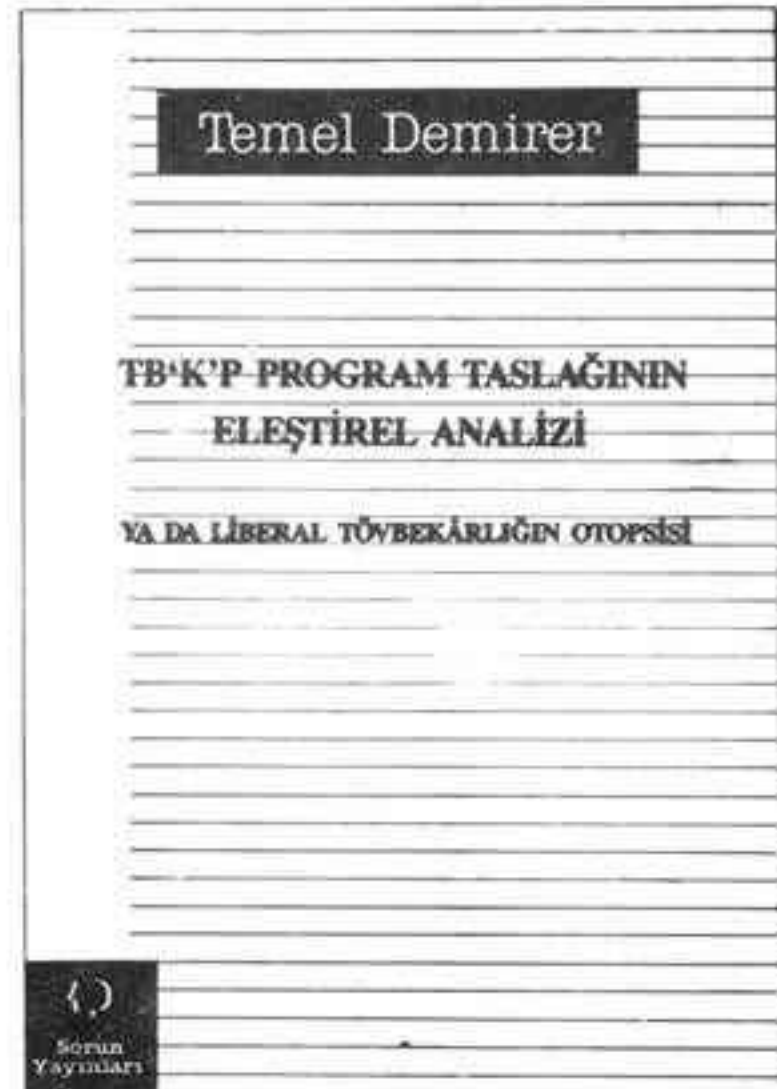 Temel Demirer
TB'K'P PROGRAM TASLAĞININ
ELEŞTİREL ANALİZİ
YA DA LİBERAL TÖVBEKÂRLIĞIN OTOPSİSİ
Sorun
Yayınları